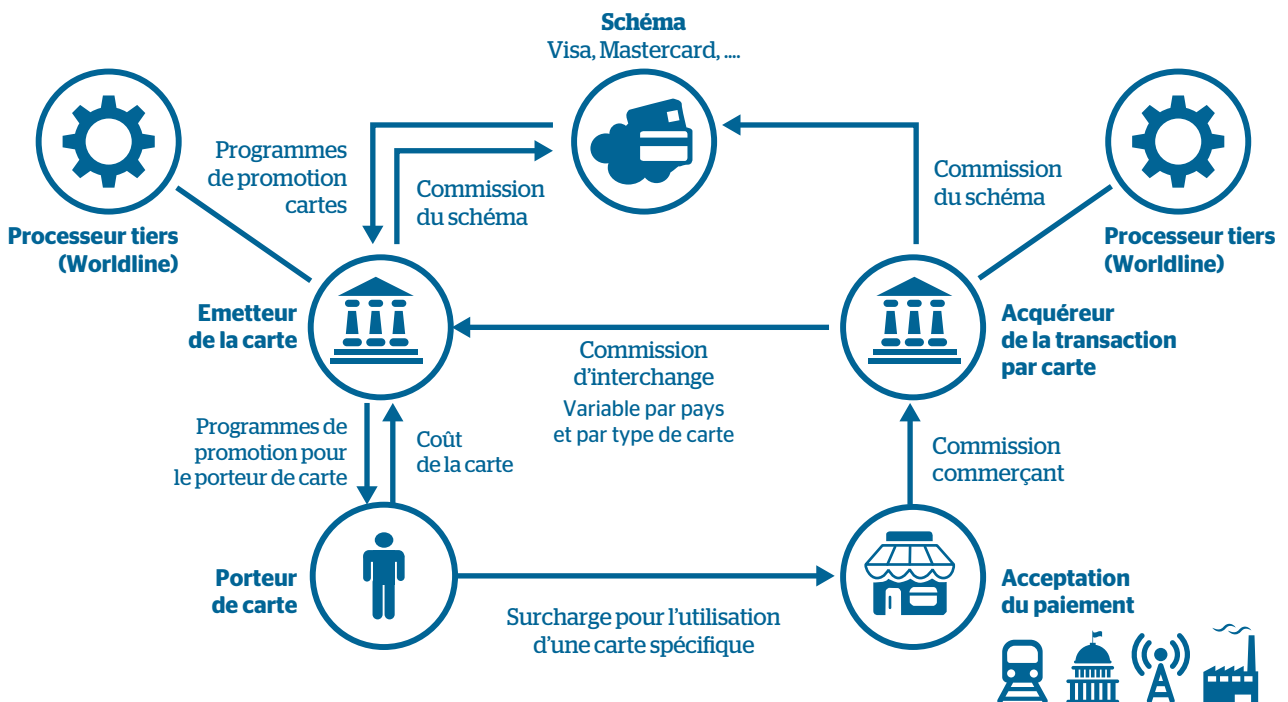 Schéma
Visa, Mastercard, ....
Programmes
de promotion
cartes
Commission
du schéma
Commission
du schéma
Processeur tiers
(Worldline)
Processeur tiers
(Worldline)
Emetteur
de la carte
Commission
d'interchange
Variable par pays
et par type de carte
Acquéreur
de la transaction
par carte
Programmes de
promotion pour
le porteur de carte
Coût
de la carte
Commission
commerçant
Porteur
de carte
Surcharge pour l'utilisation
d'une carte spécifique
Acceptation
du paiement